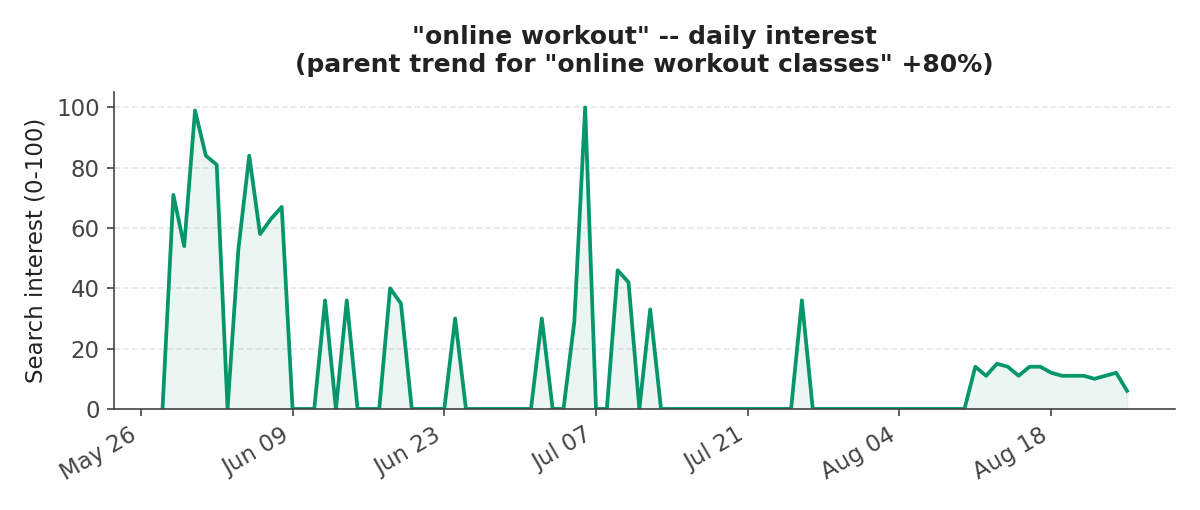 "online workout" -- daily interest
(parent trend for "online workout classes" +80%)
Search interest (0-100)
100
80
60
40
20
0
May 26
Jun 09
Jun 23
Jul 07
Jul 21
Aug 04
Aug 18